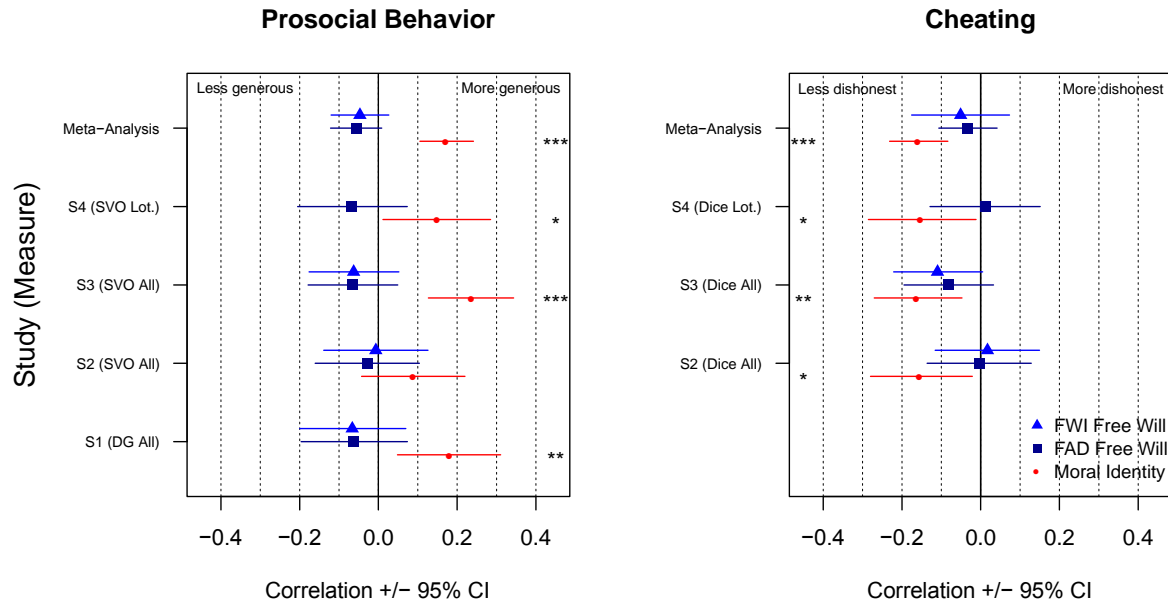 Prosocial Behavior
Less generous
More generous
Study (Measure)
Meta-Analysis
***
S4 (SVO Lot.)
*
S3 (SVO All)
***
S2 (SVO All)
S1 (DG All)
**
−0.4 −0.2 0.0 0.2 0.4
Correlation +/− 95% CI
Cheating
Less dishonest
More dishonest
Meta-Analysis
***
S4 (Dice Lot.)
*
S3 (Dice All)
**
S2 (Dice All)
*
FWI Free Will
FAD Free Will
Moral Identity
−0.4 −0.2 0.0 0.2 0.4
Correlation +/− 95% CI